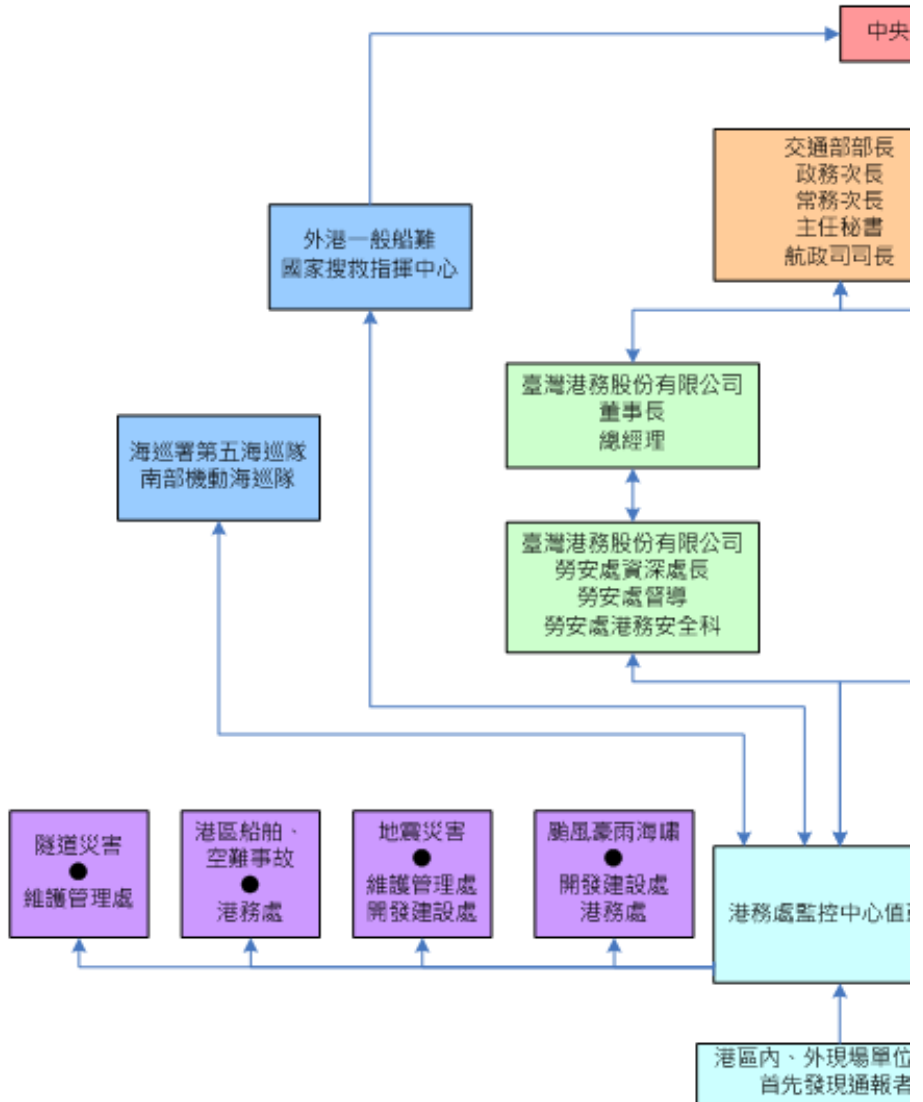 中央
交通部部長
政務次長
常務次長
主任秘書
航政司司長
外港一般船難
國家搜救指揮中心
臺灣港務股份有限公司
董事長
總經理
海巡署第五海巡隊
南部機動海巡隊
臺灣港務股份有限公司
勞安處資深處長
勞安處督導
勞安處港務安全科
隧道災害
●
維護管理處
港區船舶、
空難事故
●
港務處
地震災害
●
維護管理處
開發建設處
颱風豪雨海嘯
●
開發建設處
港務處
港務處監控中心值
港區內、外現場單位
首先發現通報者